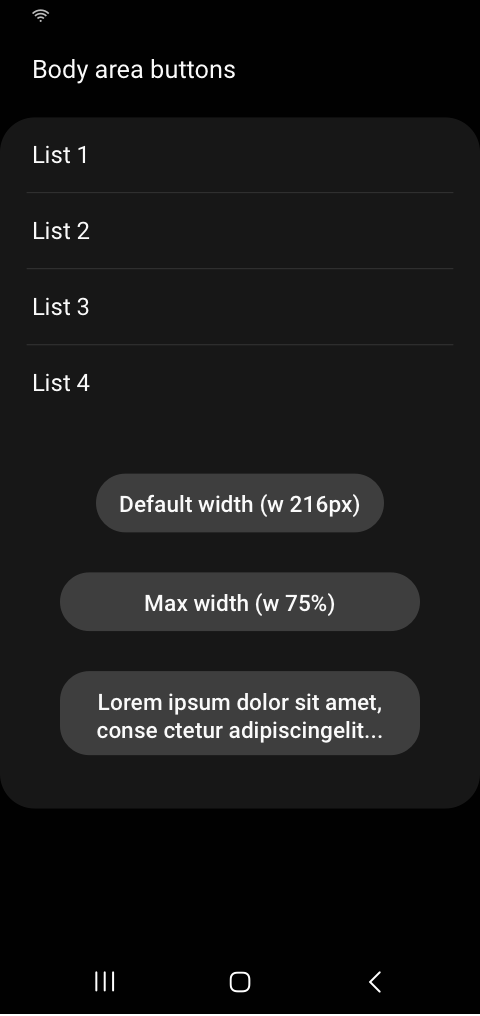 Body area buttons
List 1
List 2
List 3
List 4
Default width (w 216px)
Max width (w 75%)
Lorem ipsum dolor sit amet,
conse ctetur adipiscingelit...